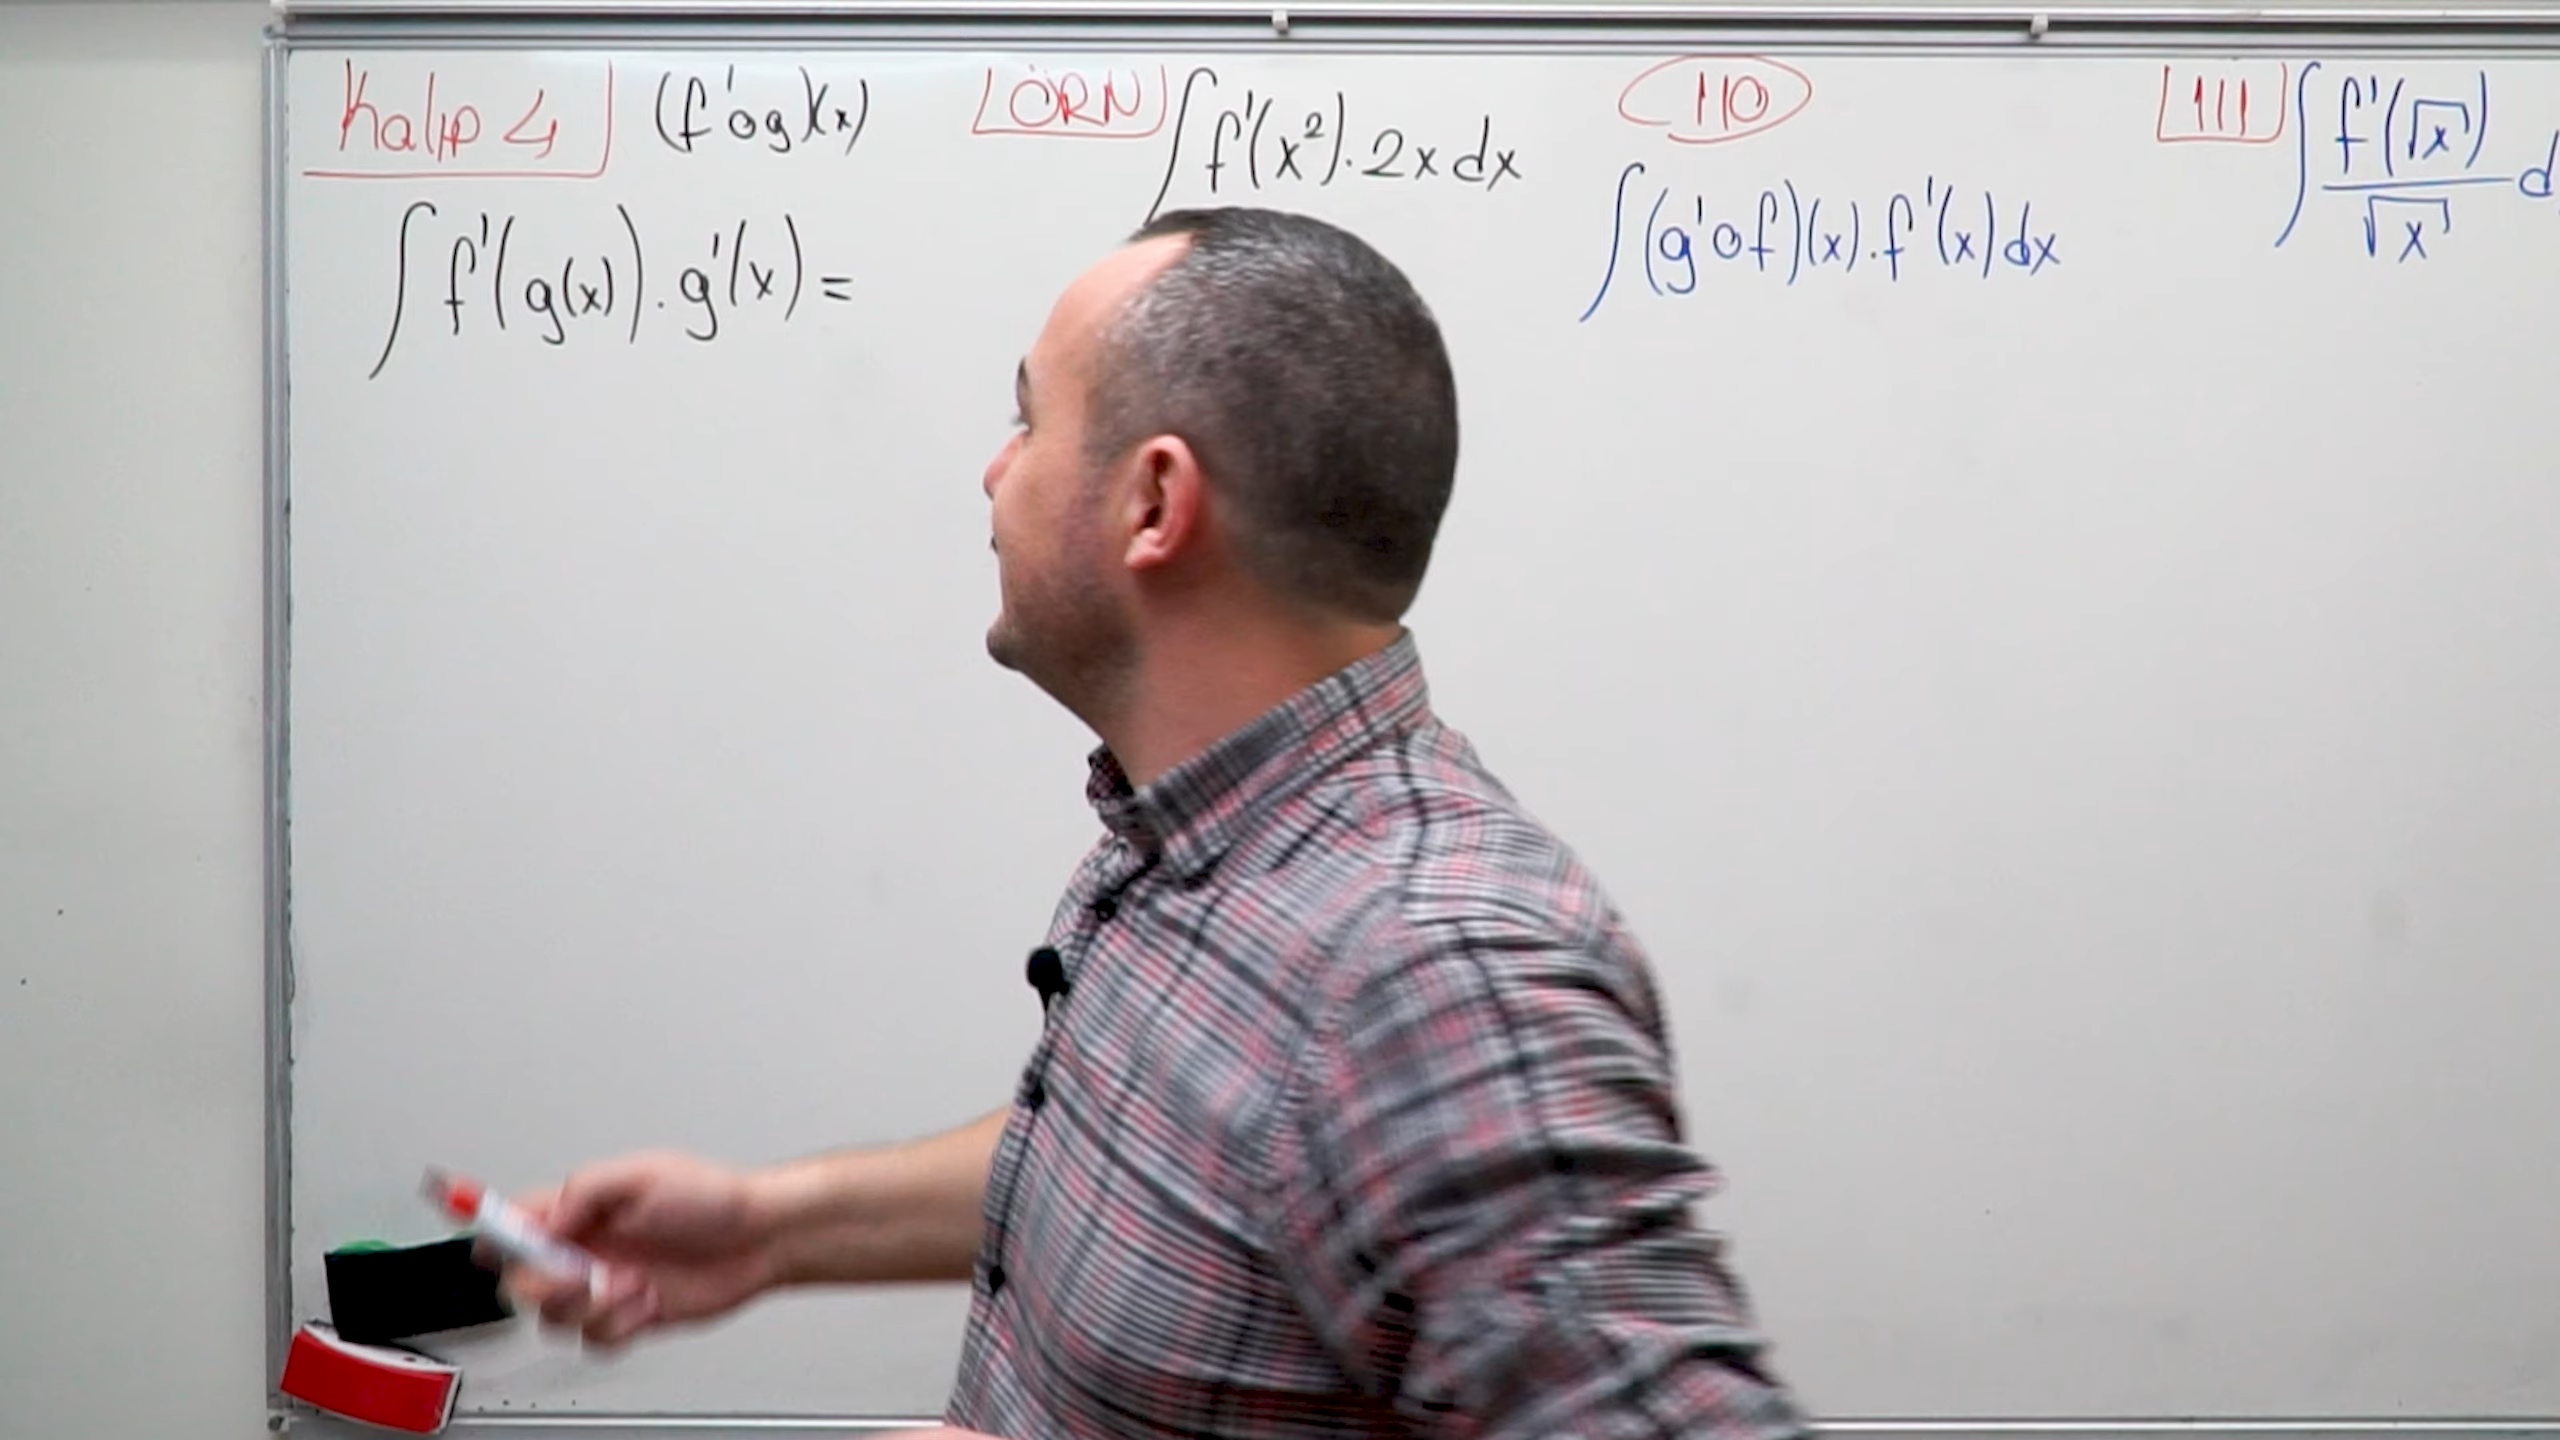 Kalıp 4 (f'og)(x)
∫ f'(g(x)).g'(x) =
ÖRN ∫ f'(x²).2x dx
110
∫ (g'of)(x).f'(x) dx
111 ∫ f'(√x)/√x d